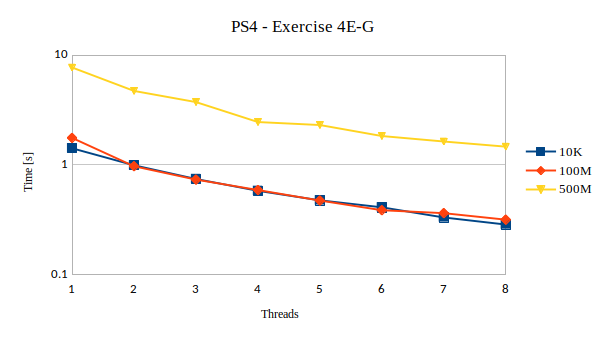 PS4 - Exercise 4E-G
10
1
0.1
Time [s]
1 2 3 4 5 6 7 8
Threads
10K
100M
500M